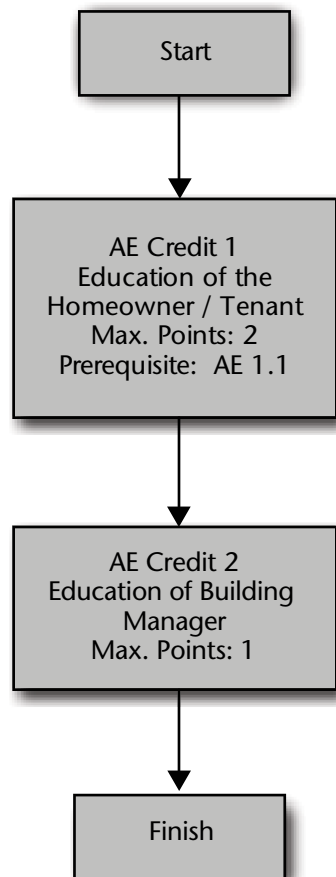 Start
AE Credit 1
Education of the
Homeowner / Tenant
Max. Points: 2
Prerequisite: AE 1.1
AE Credit 2
Education of Building
Manager
Max. Points: 1
Finish